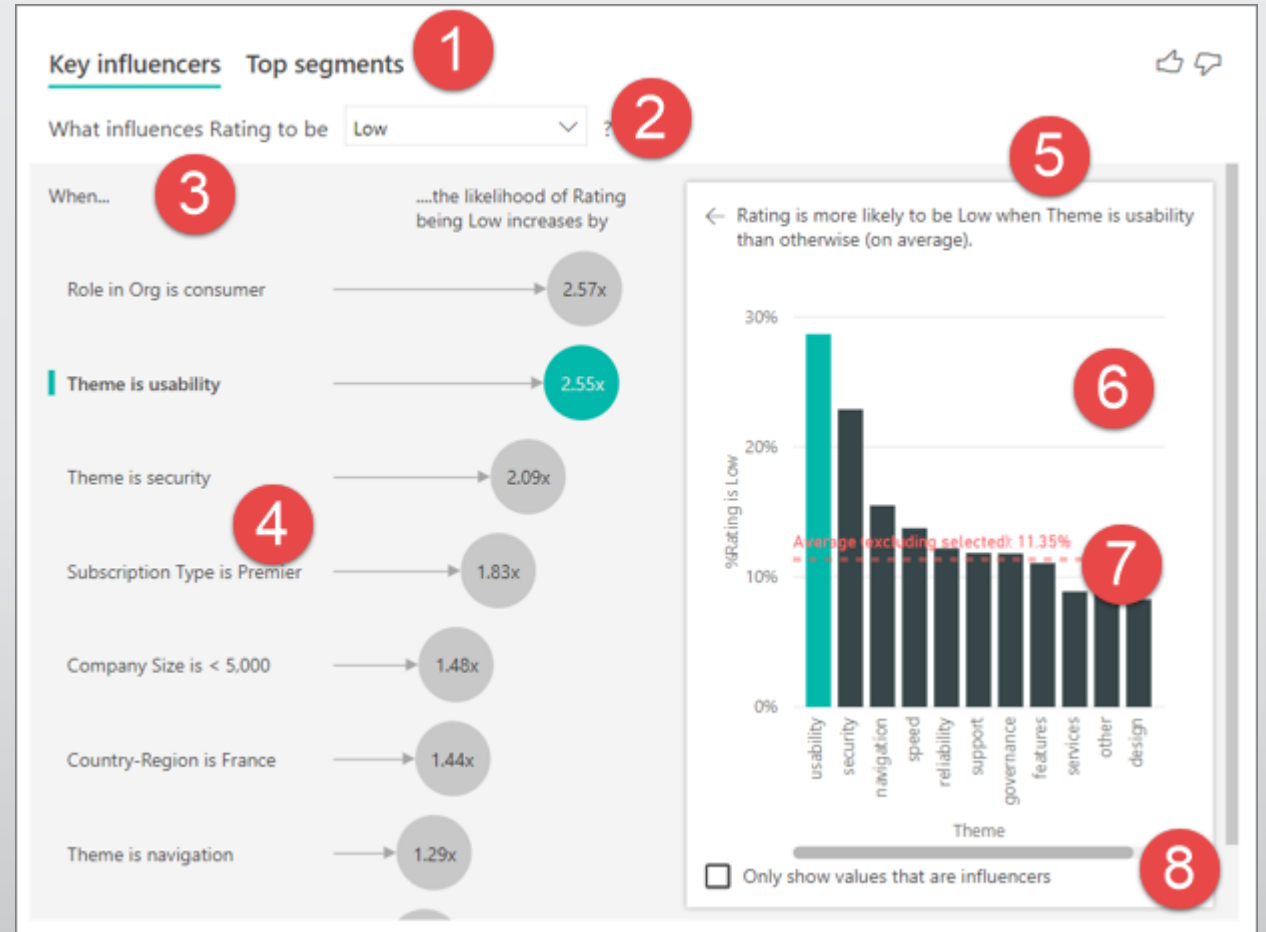 Key influencers Top segments 1
What influences Rating to be Low ? 2
When... 3
....the likelihood of Rating
being Low increases by
Role in Org is consumer 2.57x
Theme is usability 2.55x
Theme is security 2.09x
4
Subscription Type is Premier 1.83x
Company Size is < 5,000 1.48x
Country-Region is France 1.44x
Theme is navigation 1.29x
5
Rating is more likely to be Low when Theme is usability
than otherwise (on average).
30%
6
20%
%Rating is Low
Average (excluding selected): 11.35%
7
10%
0%
usability
security
navigation
speed
reliability
support
governance
features
services
other
design
Theme
Only show values that are influencers 8